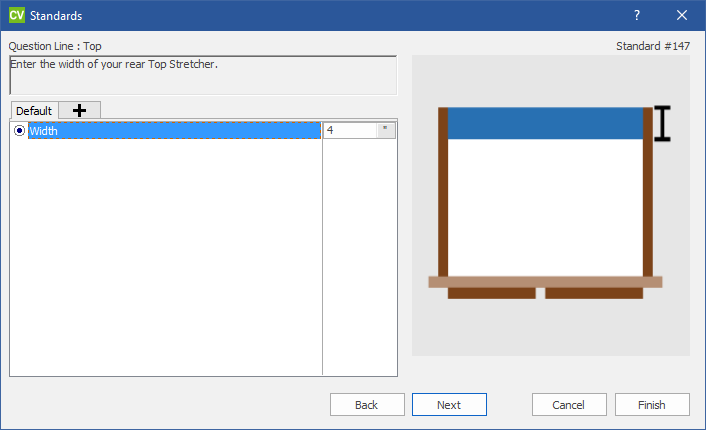 CV Standards ?
Question Line : Top
Standard #147
Enter the width of your rear Top Stretcher.
Default
Width 4 "
Back Next Cancel Finish